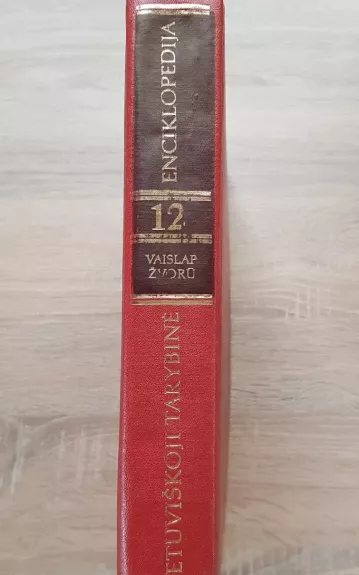 ENCIKLOPEDIJA
12
VAISLAP
ŽVORŪ
ETUVIŠKOJI TARYBINĖ